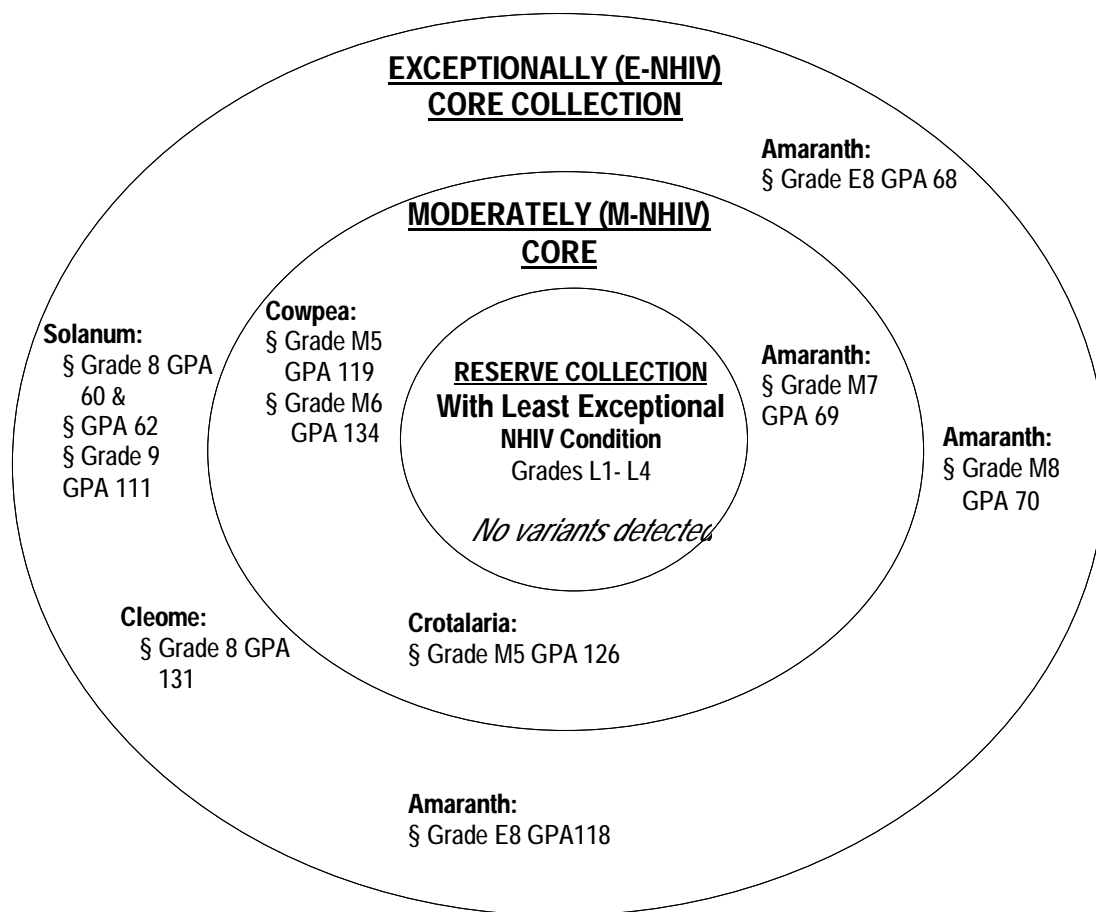 EXCEPTIONALLY (E-NHIV)
CORE COLLECTION
Amaranth:
§ Grade E8 GPA 68
MODERATELY (M-NHIV)
CORE
Solanum:
§ Grade 8 GPA
60 &
§ GPA 62
§ Grade 9
GPA 111
Cowpea:
§ Grade M5
GPA 119
§ Grade M6
GPA 134
RESERVE COLLECTION
With Least Exceptional
NHIV Condition
Grades L1- L4
No variants detected
Amaranth:
§ Grade M7
GPA 69
Amaranth:
§ Grade M8
GPA 70
Cleome:
§ Grade 8 GPA
131
Crotalaria:
§ Grade M5 GPA 126
Amaranth:
§ Grade E8 GPA118